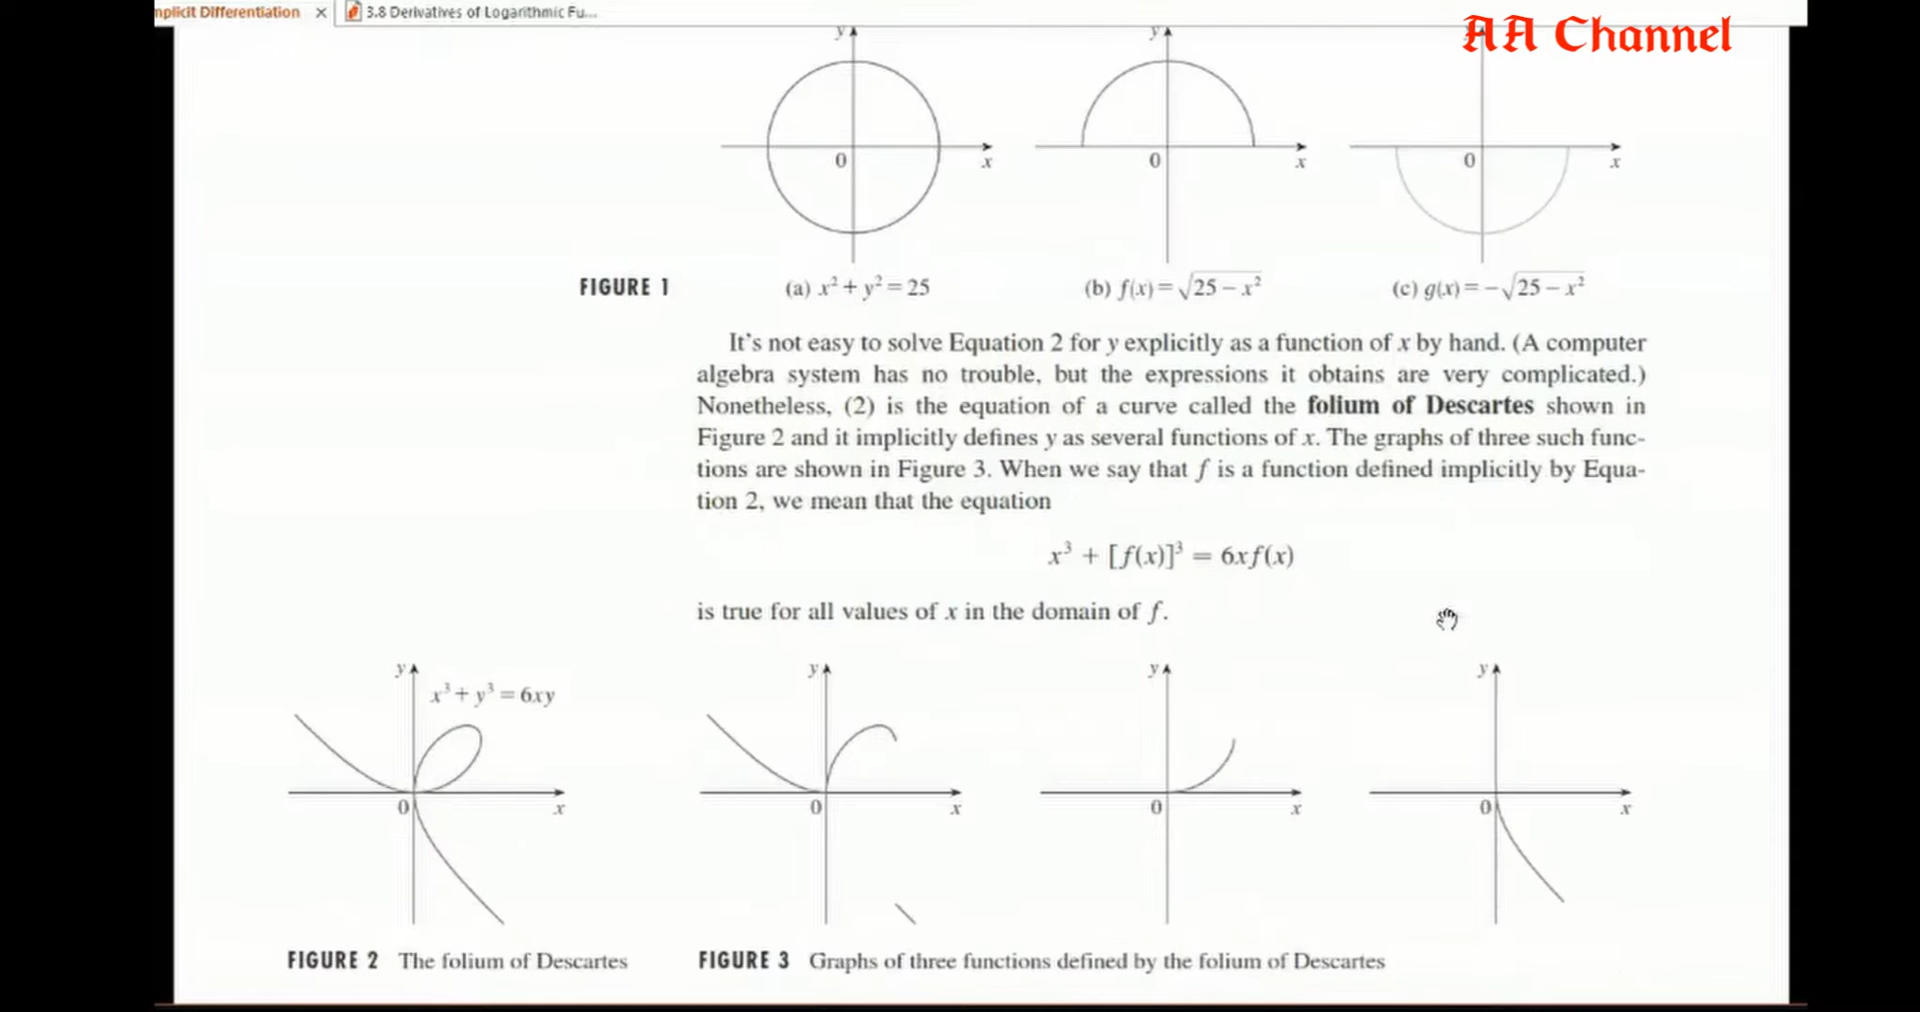 nplicit Differentiation × 3.8 Derivatives of Logarithmic Fu...
AA Channel
y y
0 x 0 x 0 x
FIGURE 1 (a) x² + y² = 25 (b) f(x) = √25 − x² (c) g(x) = −√25 − x²
It's not easy to solve Equation 2 for y explicitly as a function of x by hand. (A computer
algebra system has no trouble, but the expressions it obtains are very complicated.)
Nonetheless, (2) is the equation of a curve called the folium of Descartes shown in
Figure 2 and it implicitly defines y as several functions of x. The graphs of three such func-
tions are shown in Figure 3. When we say that f is a function defined implicitly by Equa-
tion 2, we mean that the equation
x³ + [f(x)]³ = 6xf(x)
is true for all values of x in the domain of f.
y y y y
x³ + y³ = 6xy
0 x 0 x 0 x 0 x
FIGURE 2 The folium of Descartes FIGURE 3 Graphs of three functions defined by the folium of Descartes